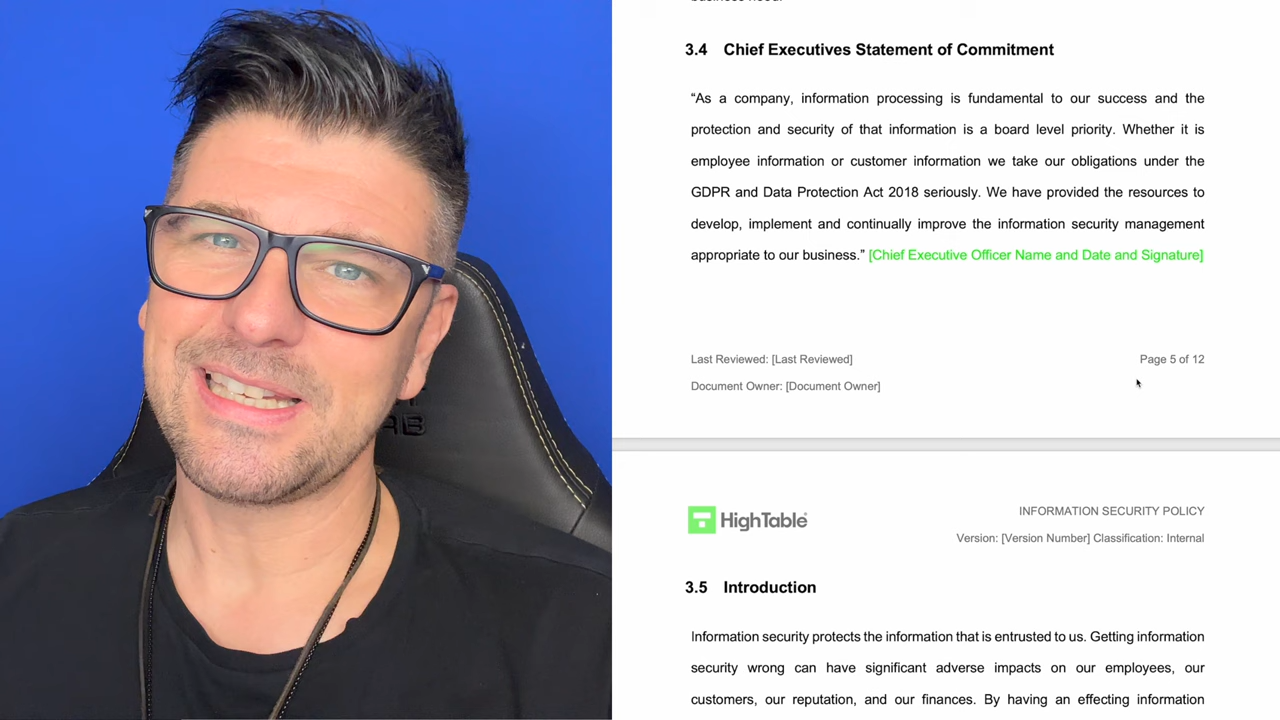 3.4 Chief Executives Statement of Commitment
“As a company, information processing is fundamental to our success and the
protection and security of that information is a board level priority. Whether it is
employee information or customer information we take our obligations under the
GDPR and Data Protection Act 2018 seriously. We have provided the resources to
develop, implement and continually improve the information security management
appropriate to our business.” [Chief Executive Officer Name and Date and Signature]
Last Reviewed: [Last Reviewed]
Page 5 of 12
Document Owner: [Document Owner]
HighTable
INFORMATION SECURITY POLICY
Version: [Version Number] Classification: Internal
3.5 Introduction
Information security protects the information that is entrusted to us. Getting information
security wrong can have significant adverse impacts on our employees, our
customers, our reputation, and our finances. By having an effecting information